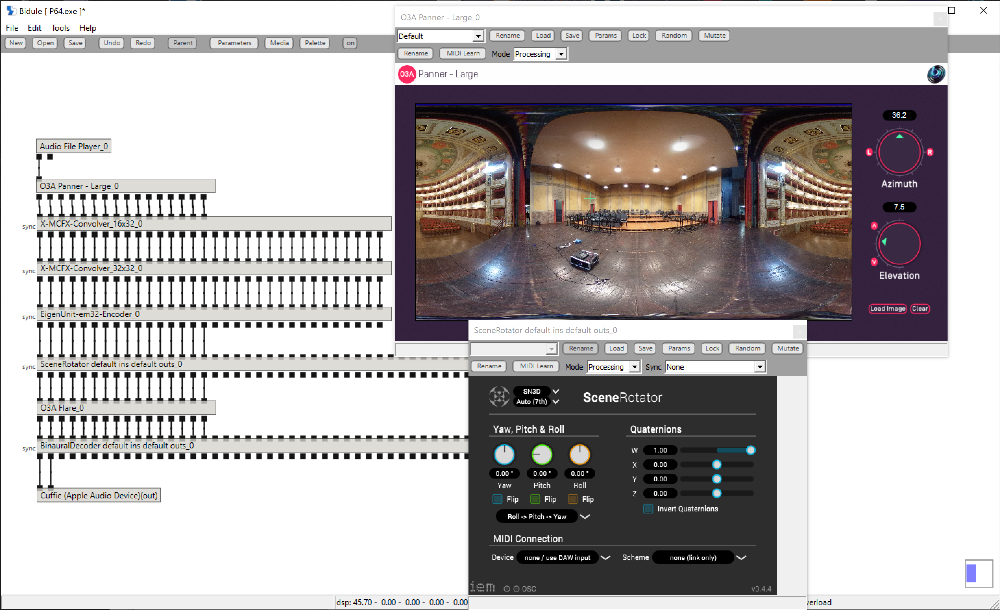 Bidule [ P64.exe ]*
File Edit Tools Help
New Open Save Undo Redo Parent Parameters Media Palette on
Audio File Player_0
O3A Panner - Large_0
sync X-MCFX-Convolver_16x32_0
sync X-MCFX-Convolver_32x32_0
sync EigenUnit-em32-Encoder_0
sync SceneRotator default ins default outs_0
O3A Flare_0
sync BinauralDecoder default ins default outs_0
Cuffie (Apple Audio Device)(out)
O3A Panner - Large_0
Default Rename Load Save Params Lock Random Mutate
Rename MIDI Learn Mode Processing
O3A Panner - Large
36.2
L R
Azimuth
7.5
Elevation
Load Image Clear
SceneRotator default ins default outs_0
Rename Load Save Params Lock Random Mutate
Rename MIDI Learn Mode Processing Sync None
SN3D
Auto (7th)
SceneRotator
Yaw, Pitch & Roll
0.00 ° 0.00 ° 0.00 °
Yaw Pitch Roll
Flip Flip Flip
Roll -> Pitch -> Yaw
Quaternions
W 1.00
X 0.00
Y 0.00
Z 0.00
Invert Quaternions
MIDI Connection
Device none / use DAW input Scheme none (link only)
iem OSC v0.4.4
dsp: 45.70 - 0.00 - 0.00 - 0.00 - 0.00 verload